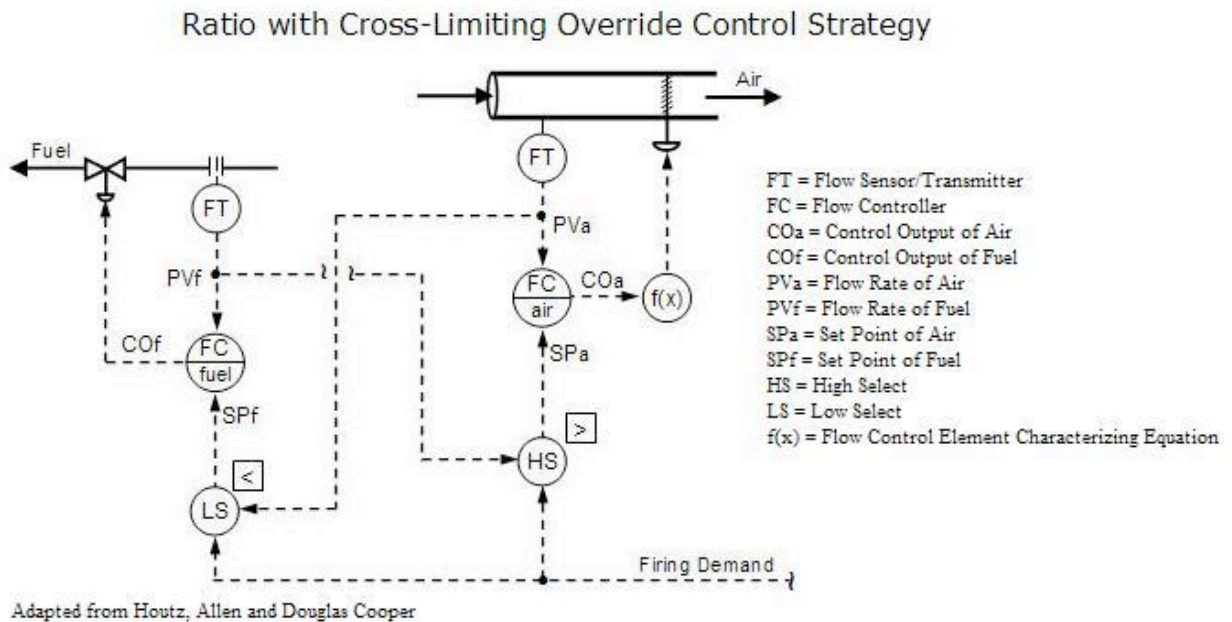 Ratio with Cross-Limiting Override Control Strategy
Air
Fuel
FT
FT
PVa
PVf
FC
air
COa
f(x)
COf
FC
fuel
SPa
SPf
>
HS
<
LS
Firing Demand
FT = Flow Sensor/Transmitter
FC = Flow Controller
COa = Control Output of Air
COf = Control Output of Fuel
PVa = Flow Rate of Air
PVf = Flow Rate of Fuel
SPa = Set Point of Air
SPf = Set Point of Fuel
HS = High Select
LS = Low Select
f(x) = Flow Control Element Characterizing Equation
Adapted from Houtz, Allen and Douglas Cooper